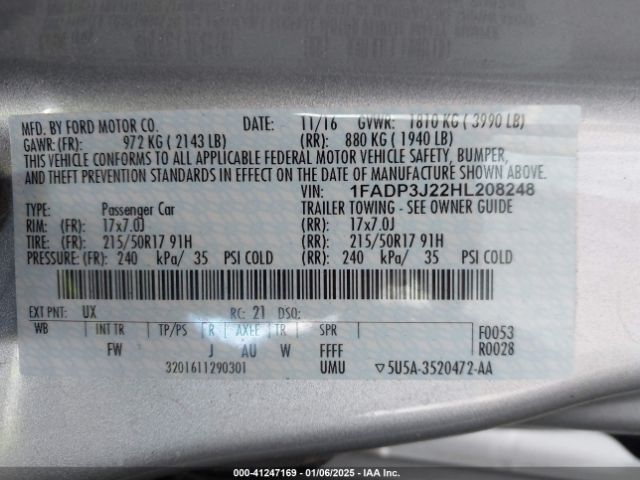 MFD. BY FORD MOTOR CO. DATE: 11/16 GVWR: 1810 KG ( 3990 LB)
GAWR: (FR): 972 KG ( 2143 LB) (RR): 880 KG ( 1940 LB)
THIS VEHICLE CONFORMS TO ALL APPLICABLE FEDERAL MOTOR VEHICLE SAFETY, BUMPER,
AND THEFT PREVENTION STANDARDS IN EFFECT ON THE DATE OF MANUFACTURE SHOWN ABOVE.
VIN: 1FADP3J22HL208248
TYPE: Passenger Car TRAILER TOWING - SEE OWNER GUIDE
RIM: (FR): 17x7.0J (RR): 17x7.0J
TIRE: (FR): 215/50R17 91H (RR): 215/50R17 91H
PRESSURE: (FR): 240 kPa/ 35 PSI COLD (RR): 240 kPa/ 35 PSI COLD
EXT PNT: UX RC: 21 DSO:
WB INT TR TP/PS R AXLE TR SPR F0053
FW J AU W FFFF R0028
3201611290301 UMU ▽5U5A-3520472-AA
000-41247169 - 01/06/2025 - IAA Inc.